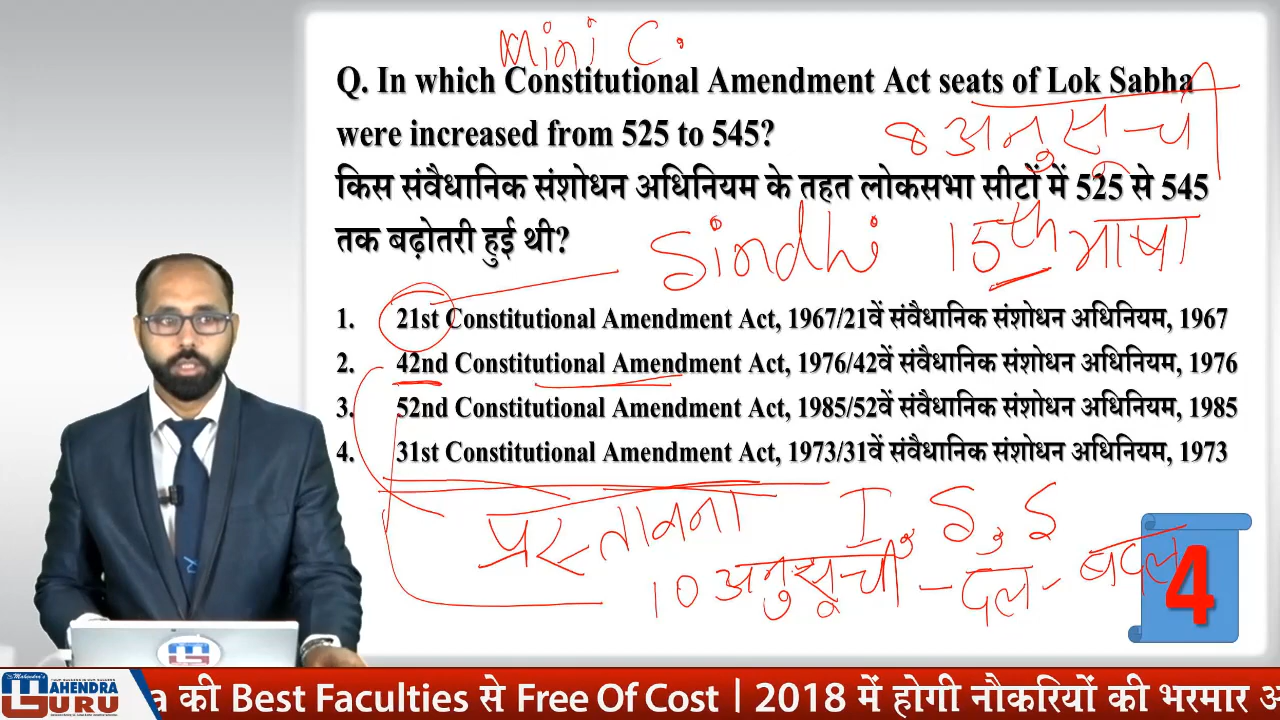 Mini C.
Q. In which Constitutional Amendment Act seats of Lok Sabha
were increased from 525 to 545?
8 अनुसूची
किस संवैधानिक संशोधन अधिनियम के तहत लोकसभा सीटों में 525 से 545
तक बढ़ोतरी हुई थी?
Sindhi 15th भाषा
1. 21st Constitutional Amendment Act, 1967/21वें संवैधानिक संशोधन अधिनियम, 1967
2. 42nd Constitutional Amendment Act, 1976/42वें संवैधानिक संशोधन अधिनियम, 1976
3. 52nd Constitutional Amendment Act, 1985/52वें संवैधानिक संशोधन अधिनियम, 1985
4. 31st Constitutional Amendment Act, 1973/31वें संवैधानिक संशोधन अधिनियम, 1973
प्रस्तावना I, S, S
10 अनुसूची - दल - बदल
4
Mahendra's
MAHENDRA
GURU
a की Best Faculties से Free Of Cost | 2018 में होगी नौकरियों की भरमार अ